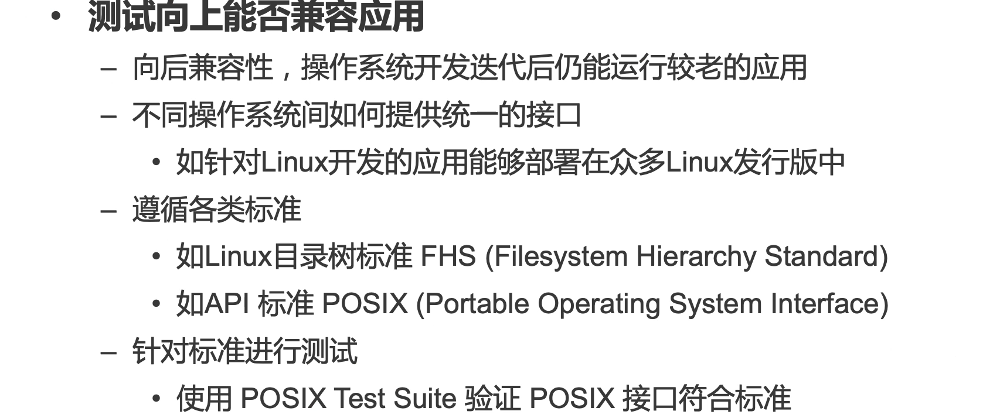 • 测试向上能否兼容应用
– 向后兼容性，操作系统开发迭代后仍能运行较老的应用
– 不同操作系统间如何提供统一的接口
• 如针对Linux开发的应用能够部署在众多Linux发行版中
– 遵循各类标准
• 如Linux目录树标准 FHS (Filesystem Hierarchy Standard)
• 如API 标准 POSIX (Portable Operating System Interface)
– 针对标准进行测试
• 使用 POSIX Test Suite 验证 POSIX 接口符合标准